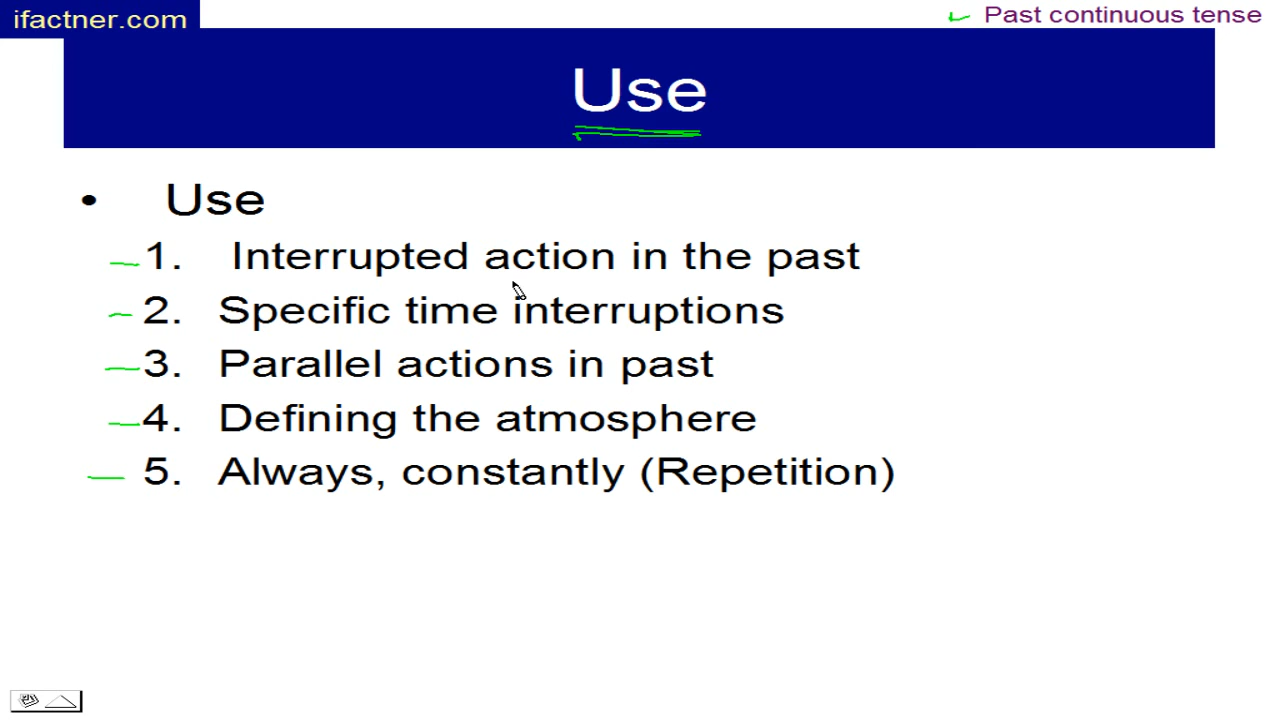 ifactner.com
Past continuous tense
Use
• Use
1. Interrupted action in the past
2. Specific time interruptions
3. Parallel actions in past
4. Defining the atmosphere
5. Always, constantly (Repetition)